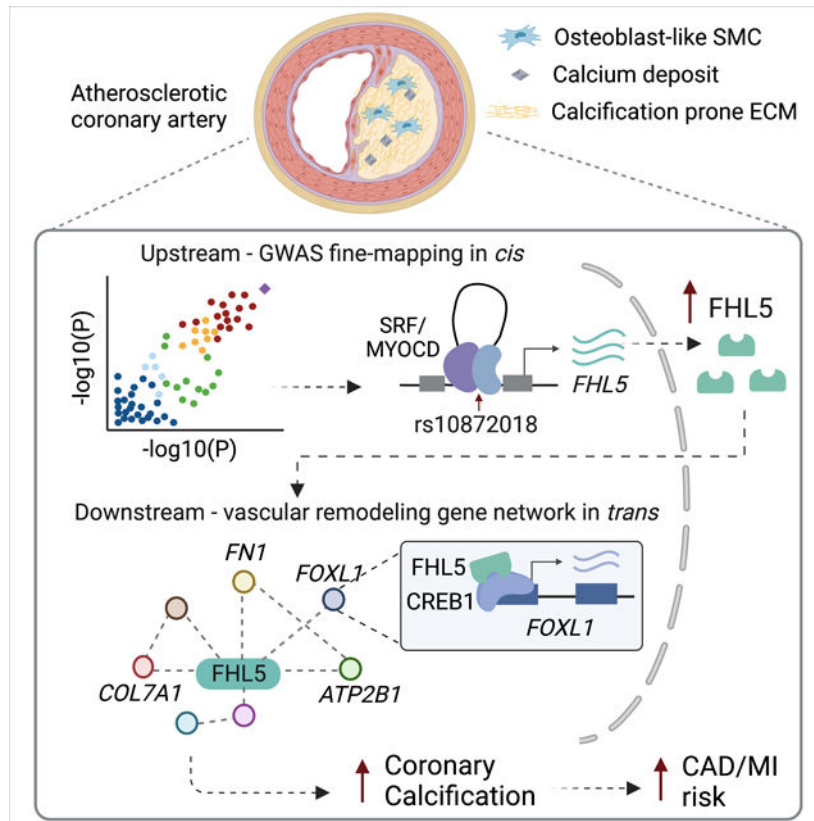 Atherosclerotic
coronary artery
Osteoblast-like SMC
Calcium deposit
Calcification prone ECM
Upstream - GWAS fine-mapping in cis
-log10(P)
-log10(P)
SRF/
MYOCD
rs10872018
FHL5
FHL5
Downstream - vascular remodeling gene network in trans
FN1
FOXL1
COL7A1
FHL5
ATP2B1
FHL5
CREB1
FOXL1
Coronary
Calcification
CAD/MI
risk